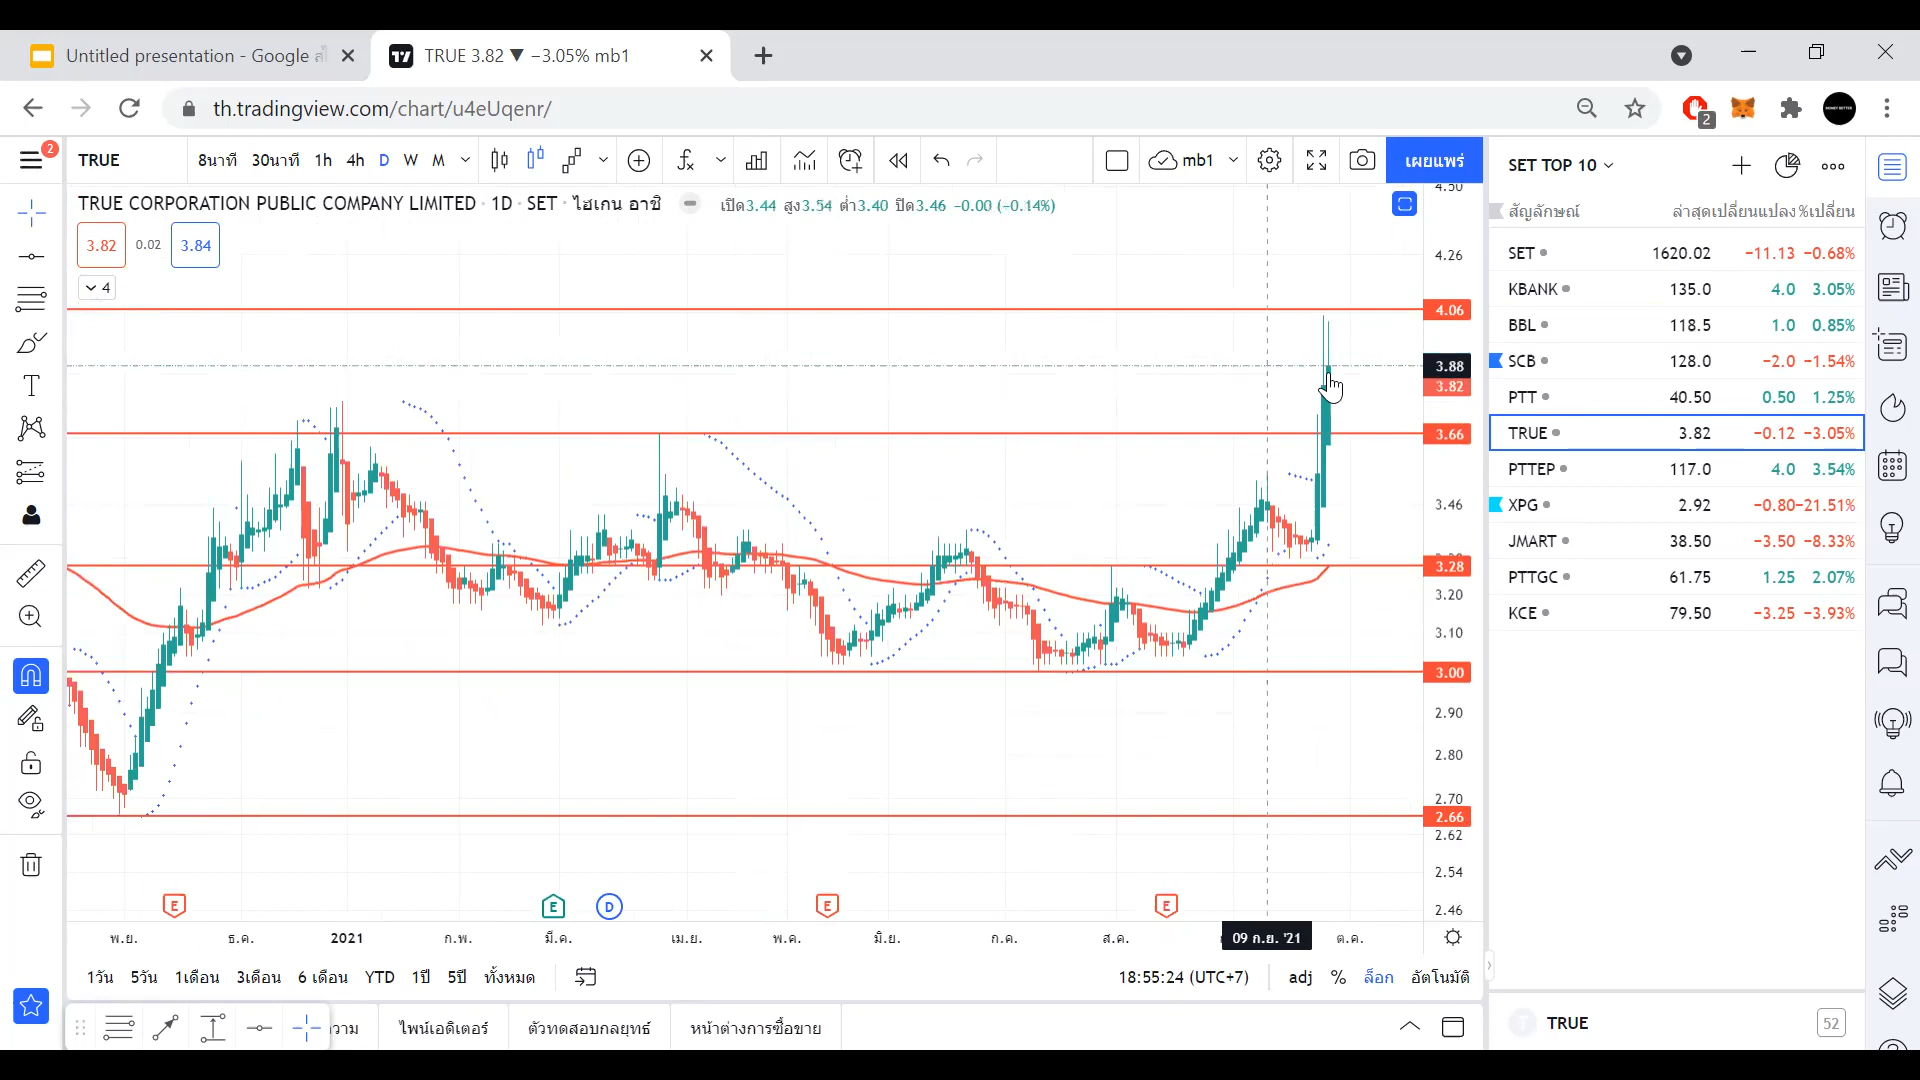 Untitled presentation - Google ส
TRUE 3.82 ▼ −3.05% mb1
th.tradingview.com/chart/u4eUqenr/
2
2
TRUE
8นาที 30นาที 1h 4h D W M
mb1
เผยแพร่
SET TOP 10
TRUE CORPORATION PUBLIC COMPANY LIMITED · 1D · SET · ไฮเกน อาชิ
เปิด3.44 สูง3.54 ต่ำ3.40 ปิด3.46 −0.00 (−0.14%)
3.82 0.02 3.84
4
สัญลักษณ์ ล่าสุด เปลี่ยนแปลง %เปลี่ยน
SET 1620.02 −11.13 −0.68%
KBANK 135.0 4.0 3.05%
BBL 118.5 1.0 0.85%
SCB 128.0 −2.0 −1.54%
PTT 40.50 0.50 1.25%
TRUE 3.82 −0.12 −3.05%
PTTEP 117.0 4.0 3.54%
XPG 2.92 −0.80 −21.51%
JMART 38.50 −3.50 −8.33%
PTTGC 61.75 1.25 2.07%
KCE 79.50 −3.25 −3.93%
4.50
4.26
4.06
3.88
3.82
3.66
3.46
3.28
3.20
3.10
3.00
2.90
2.80
2.70
2.66
2.62
2.54
2.46
E E D E E
พ.ย. ธ.ค. 2021 ก.พ. มี.ค. เม.ย. พ.ค. มิ.ย. ก.ค. ส.ค. 09 ก.ย. '21 ต.ค.
1วัน 5วัน 1เดือน 3เดือน 6 เดือน YTD 1ปี 5ปี ทั้งหมด
18:55:24 (UTC+7) adj % ล็อก อัตโนมัติ
ไพน์เอดิเตอร์ ตัวทดสอบกลยุทธ์ หน้าต่างการซื้อขาย
TRUE 52